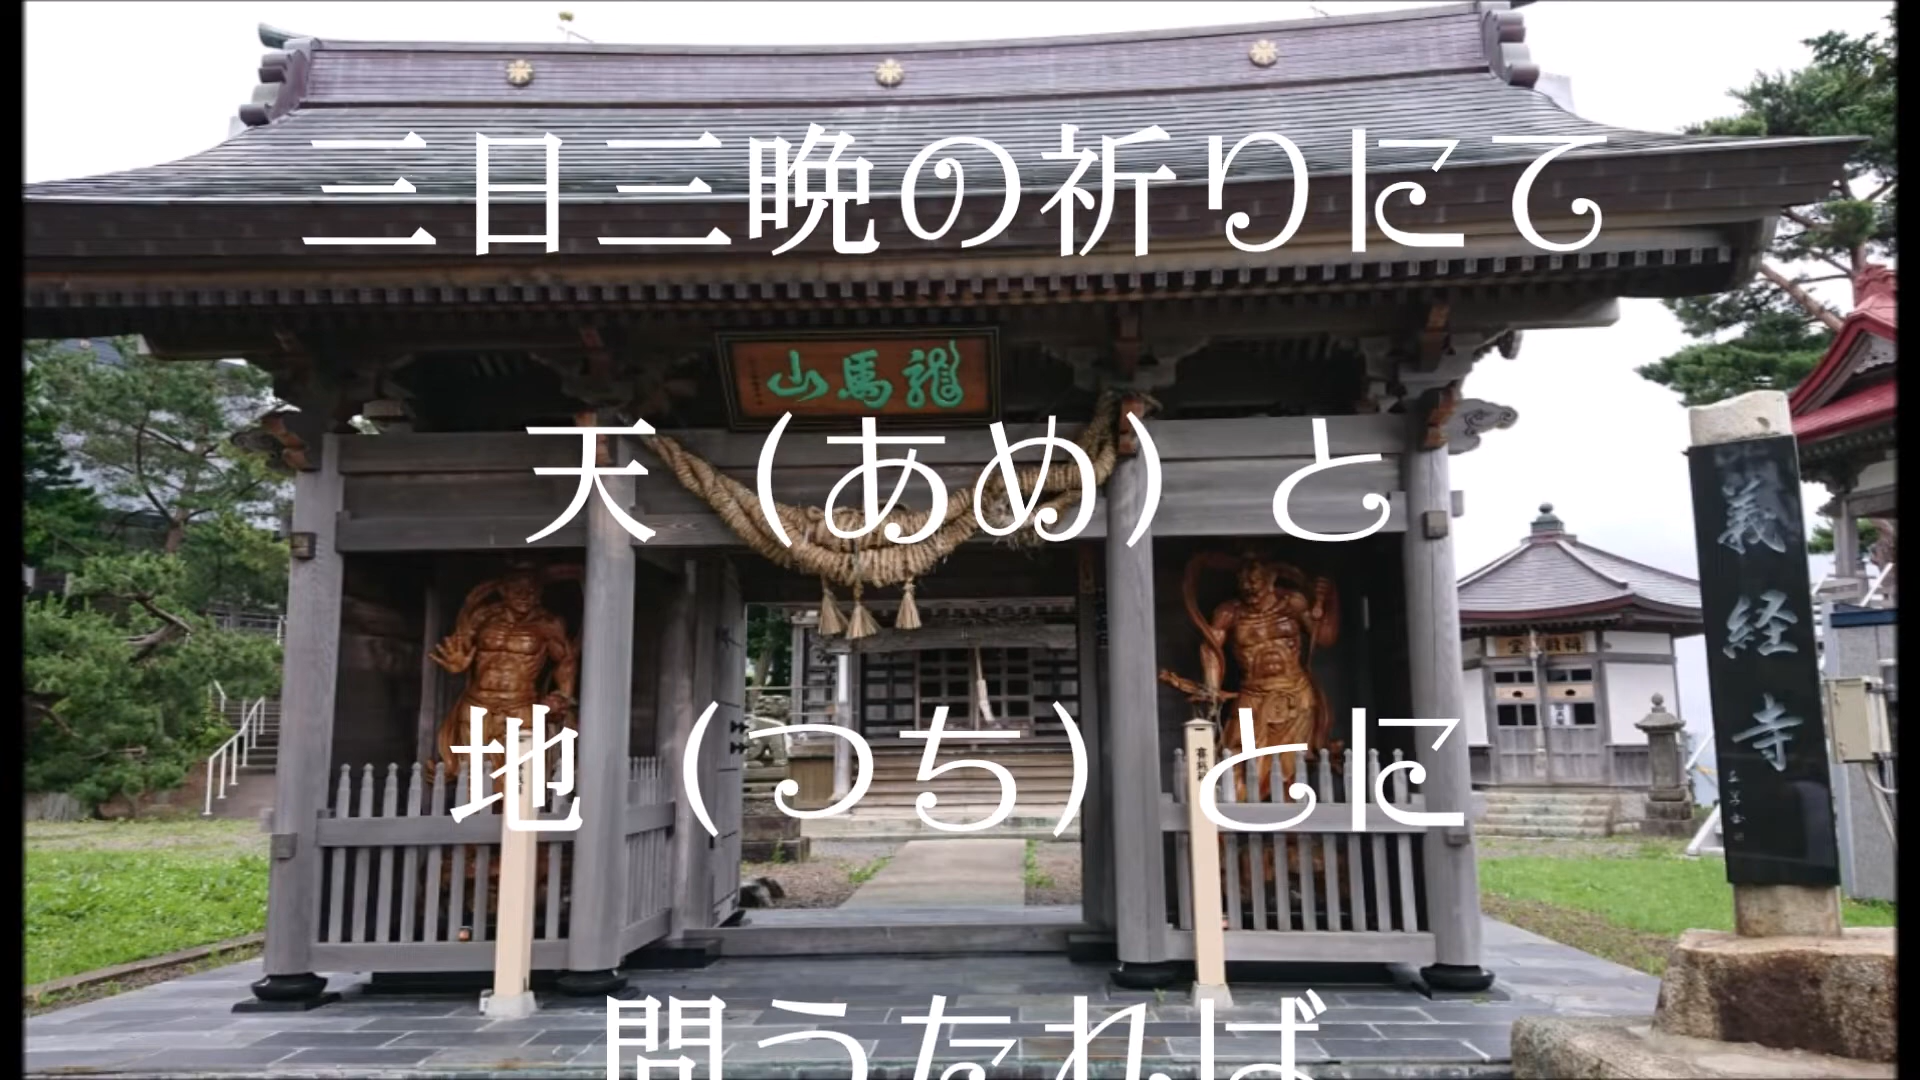 三日三晩の祈りにて
龍馬山
天（あめ）と
地（つち）とに
問うたれば
義経寺